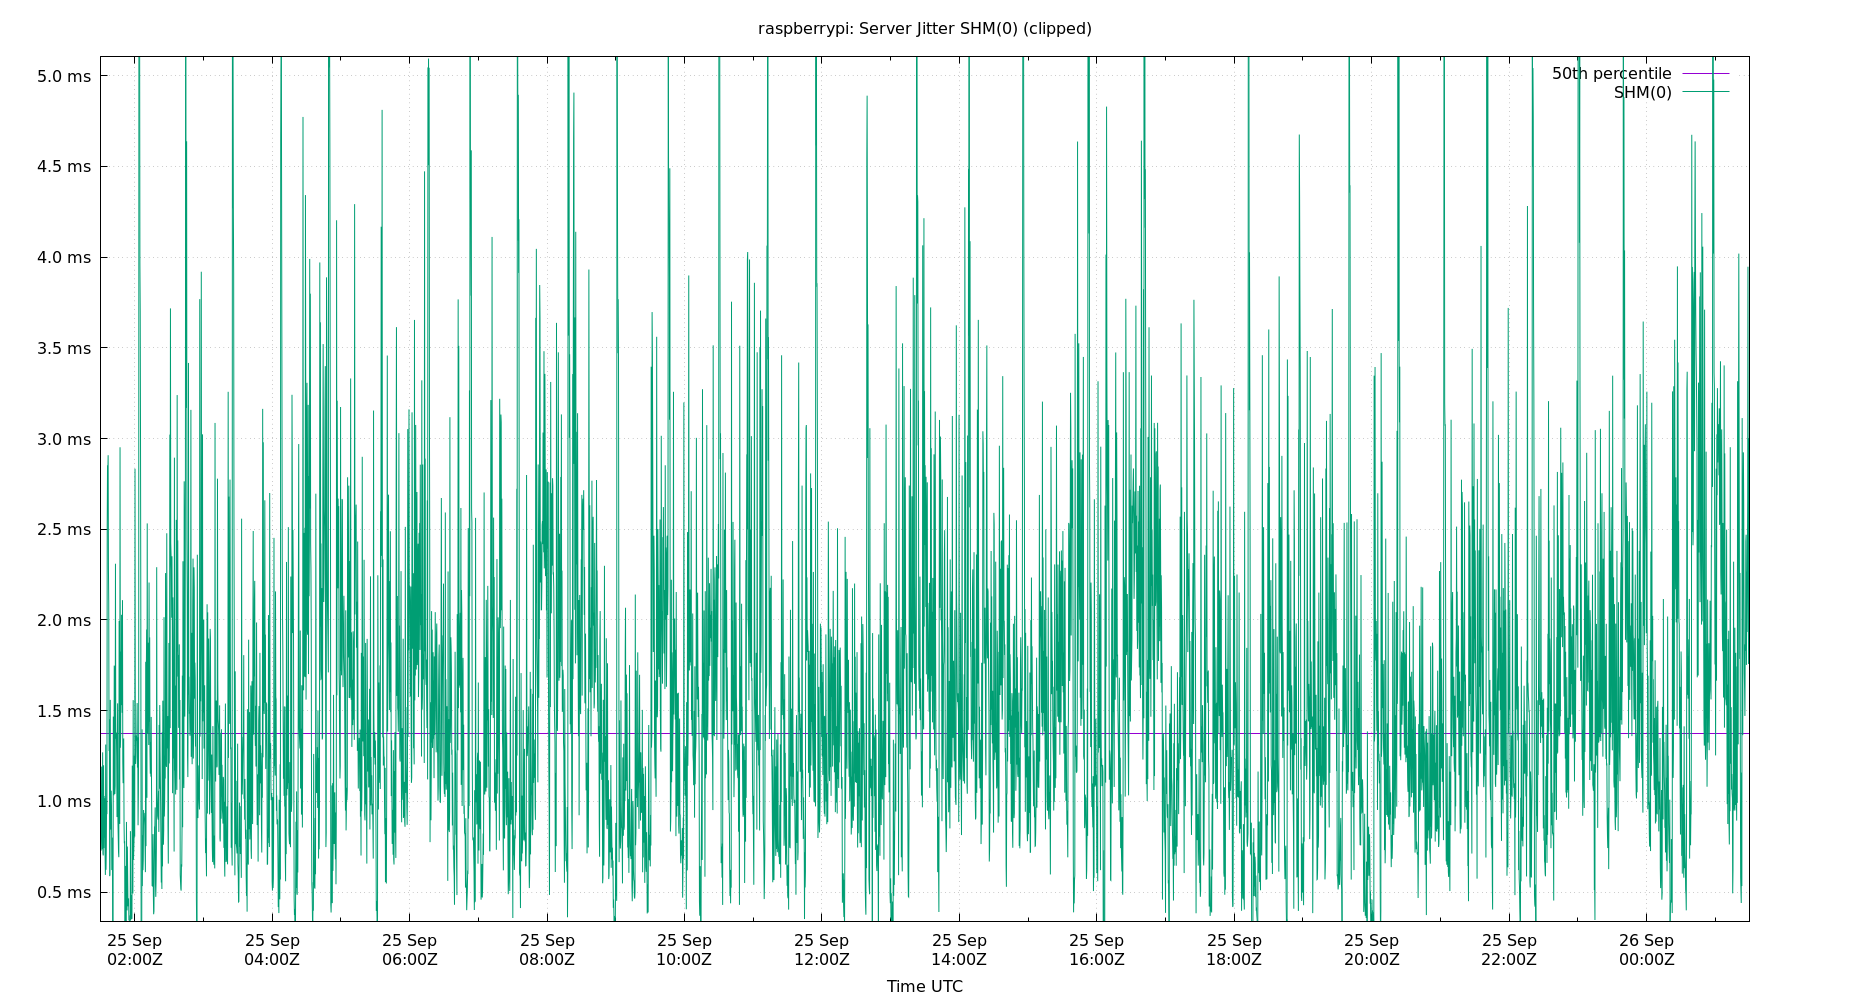 raspberrypi: Server Jitter SHM(0) (clipped)
50th percentile
SHM(0)
5.0 ms
4.5 ms
4.0 ms
3.5 ms
3.0 ms
2.5 ms
2.0 ms
1.5 ms
1.0 ms
0.5 ms
25 Sep 25 Sep 25 Sep 25 Sep 25 Sep 25 Sep 25 Sep 25 Sep 25 Sep 25 Sep 25 Sep 26 Sep
02:00Z 04:00Z 06:00Z 08:00Z 10:00Z 12:00Z 14:00Z 16:00Z 18:00Z 20:00Z 22:00Z 00:00Z
Time UTC